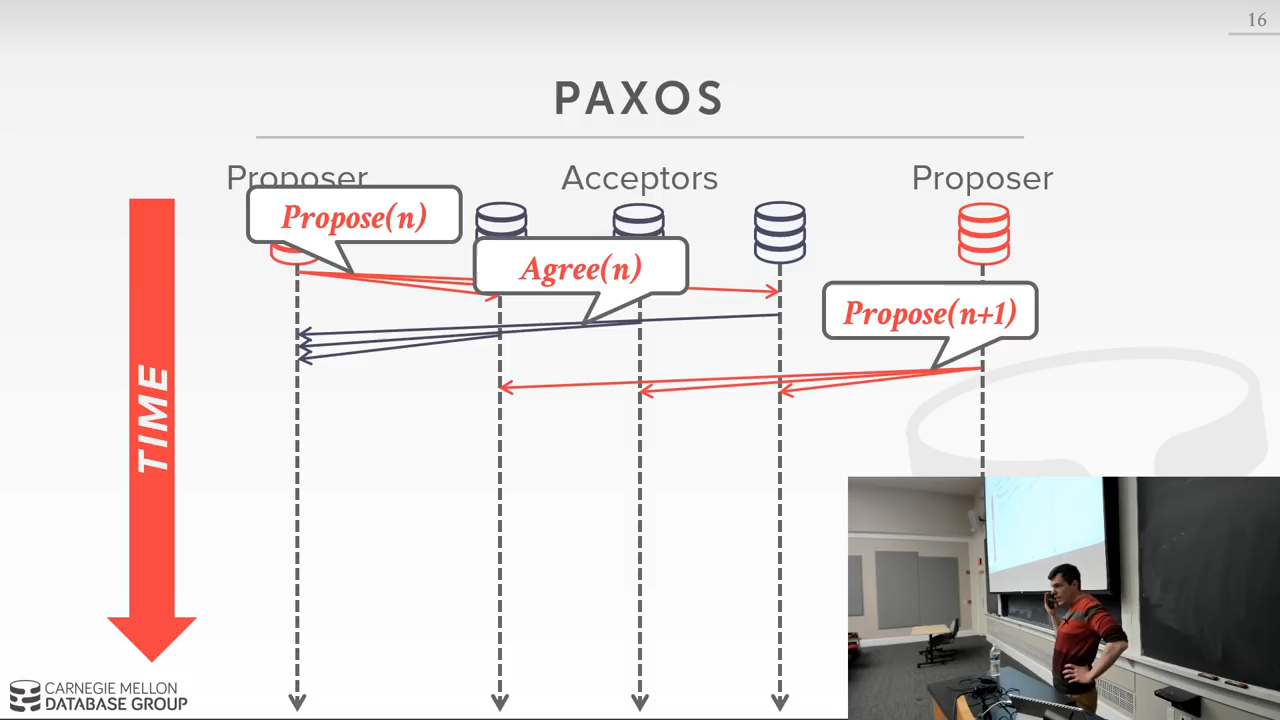 16
PAXOS
Proposer
Acceptors
Proposer
Propose(n)
Agree(n)
Propose(n+1)
TIME
CARNEGIE MELLON
DATABASE GROUP